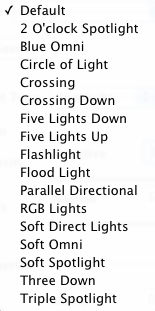 ✓ Default
2 O'clock Spotlight
Blue Omni
Circle of Light
Crossing
Crossing Down
Five Lights Down
Five Lights Up
Flashlight
Flood Light
Parallel Directional
RGB Lights
Soft Direct Lights
Soft Omni
Soft Spotlight
Three Down
Triple Spotlight